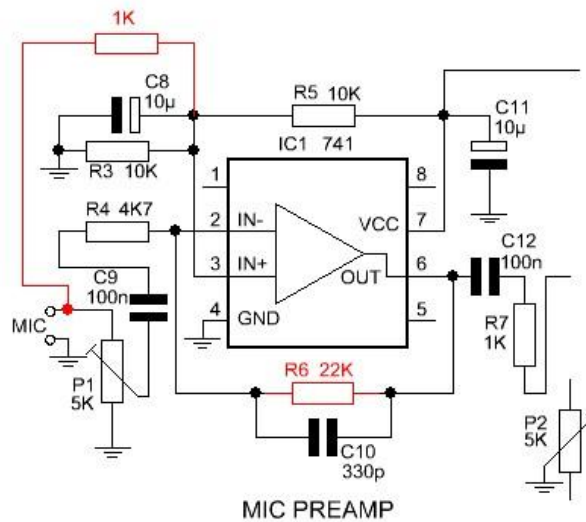 1K
C8
10µ
R5 10K
C11
10µ
IC1 741
R3 10K
1
8
R4 4K7
2
IN-
VCC
7
C12
100n
C9
100n
3
IN+
OUT
6
MIC
4
GND
5
R7
1K
P1
5K
R6 22K
P2
5K
C10
330p
MIC PREAMP